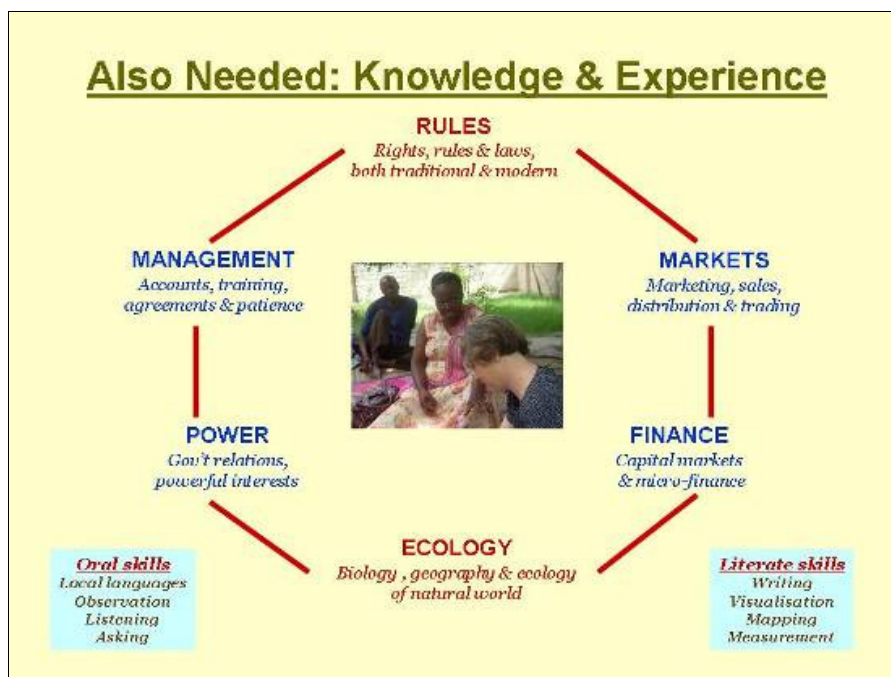 Also Needed: Knowledge & Experience
RULES
Rights, rules & laws,
both traditional & modern
MANAGEMENT
Accounts, training,
agreements & patience
MARKETS
Marketing, sales,
distribution & trading
POWER
Gov't relations,
powerful interests
FINANCE
Capital markets
& micro-finance
ECOLOGY
Biology , geography & ecology
of natural world
Oral skills
Local languages
Observation
Listening
Asking
Literate skills
Writing
Visualisation
Mapping
Measurement